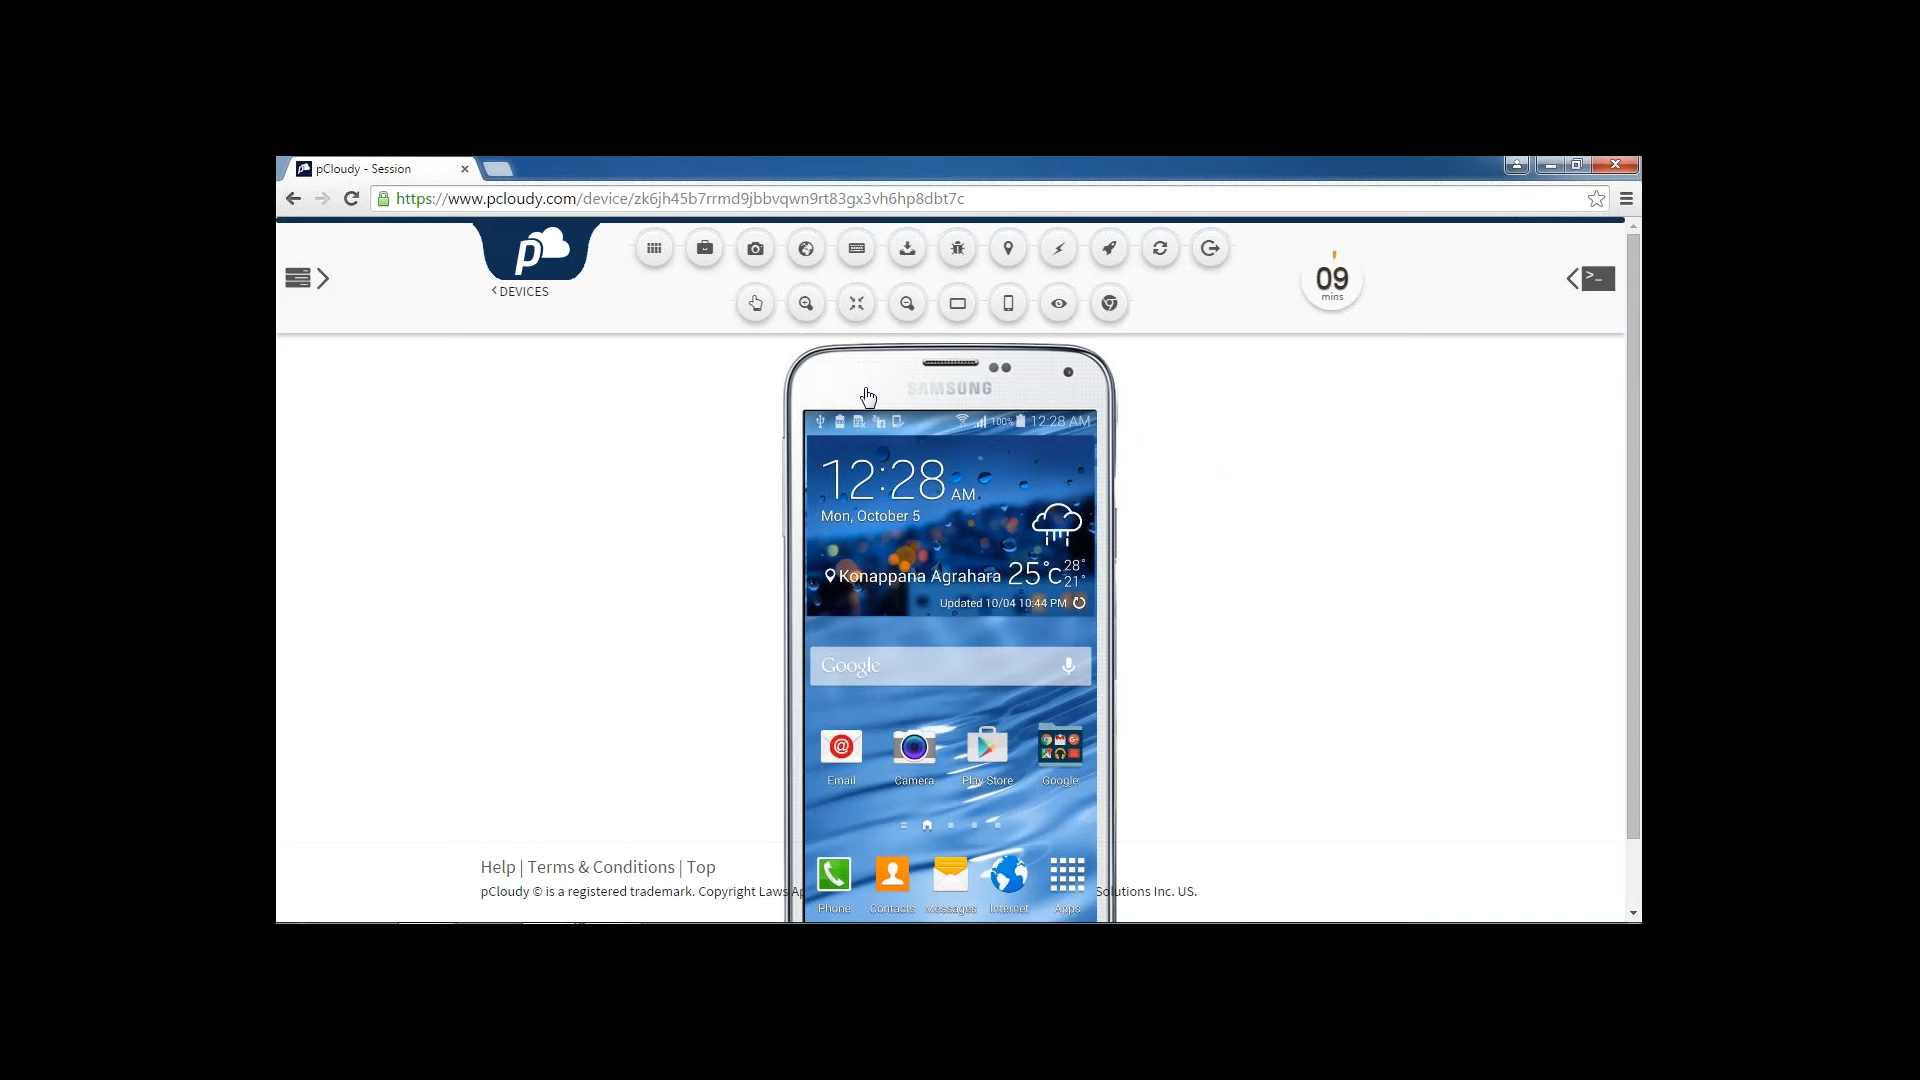 pCloudy - Session
https://www.pcloudy.com/device/zk6jh45b7rrmd9jbbvqwn9rt83gx3vh6hp8dbt7c
p
DEVICES
09
mins
SAMSUNG
100% 12:28 AM
12:28 AM
Mon, October 5
Konappana Agrahara 25°C 28° 21°
Updated 10/04 10:44 PM
Google
Email Camera Play Store Google
Phone Contacts Messages Internet Apps
Help | Terms & Conditions | Top
pCloudy © is a registered trademark. Copyright Laws Ap
Solutions Inc. US.